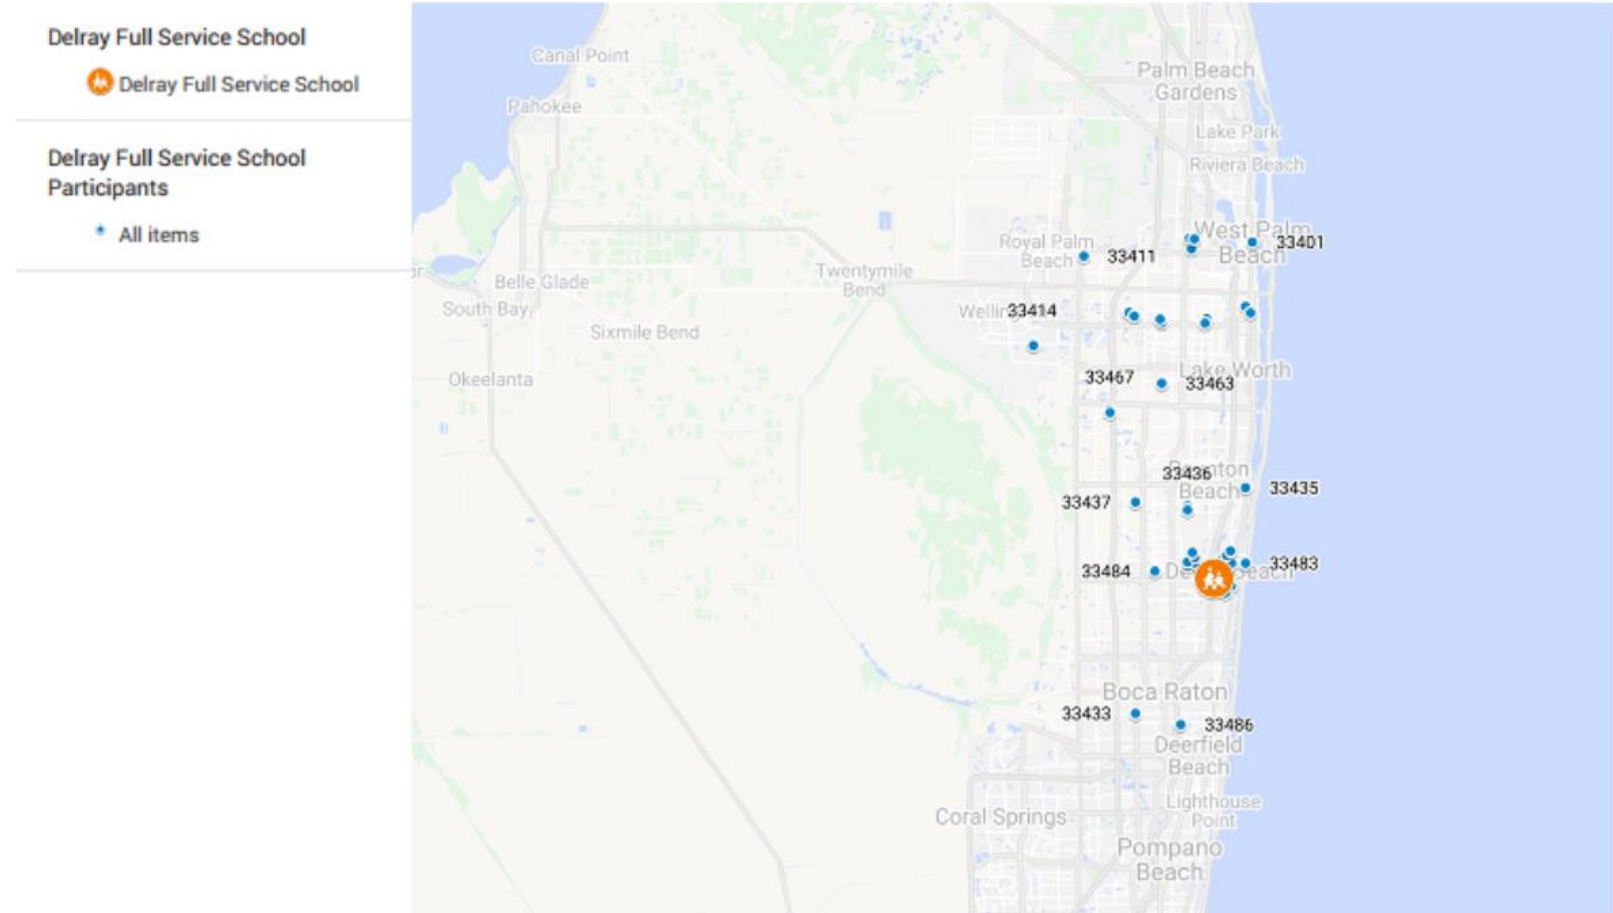 Delray Full Service School
Delray Full Service School
Delray Full Service School
Participants
All items
Canal Point
Pahokee
Palm Beach
Gardens
Lake Park
Riviera Beach
West Palm
Beach
33401
Royal Palm
Beach
33411
Twentymile
Bend
Belle Glade
South Bay
Sixmile Bend
33414
Okeelanta
Lake Worth
33467
33463
33436
Beach
33435
33437
33483
33484
Boca Raton
33433
33486
Deerfield
Beach
Lighthouse
Point
Coral Springs
Pompano
Beach